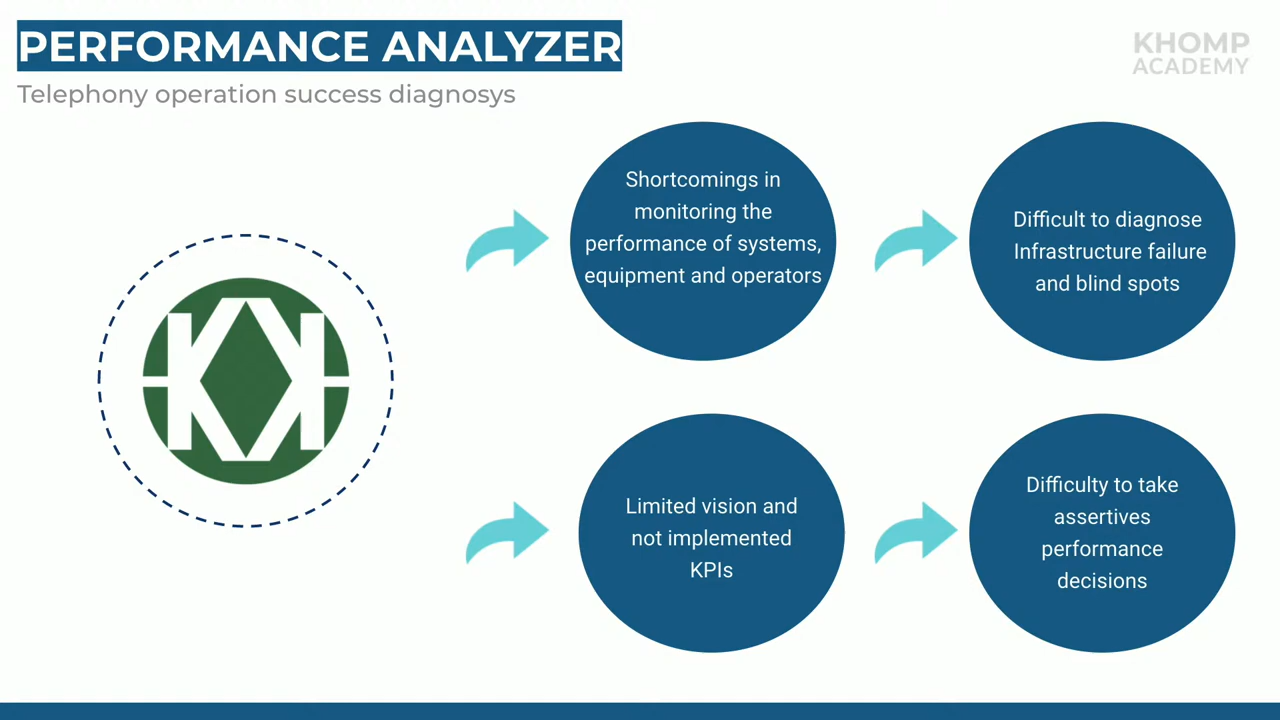 PERFORMANCE ANALYZER
Telephony operation success diagnosys
KHOMP
ACADEMY
Shortcomings in
monitoring the
performance of systems,
equipment and operators
Difficult to diagnose
Infrastructure failure
and blind spots
Limited vision and
not implemented
KPIs
Difficulty to take
assertives
performance
decisions